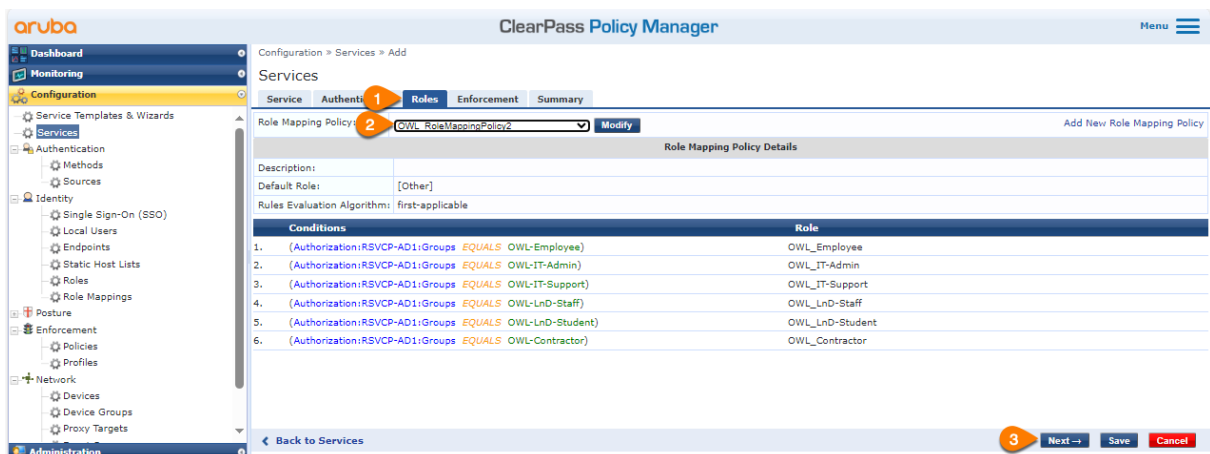 aruba
ClearPass Policy Manager
Menu
Dashboard
Monitoring
Configuration
Service Templates & Wizards
Services
Authentication
Methods
Sources
Identity
Single Sign-On (SSO)
Local Users
Endpoints
Static Host Lists
Roles
Role Mappings
Posture
Enforcement
Policies
Profiles
Network
Devices
Device Groups
Proxy Targets
Administration
Configuration » Services » Add
Services
Service Authenti 1 Roles Enforcement Summary
Role Mapping Policy: 2 OWL_RoleMappingPolicy2 Modify Add New Role Mapping Policy
Role Mapping Policy Details
Description:
Default Role: [Other]
Rules Evaluation Algorithm: first-applicable
Conditions Role
1. (Authorization:RSVCP-AD1:Groups EQUALS OWL-Employee) OWL_Employee
2. (Authorization:RSVCP-AD1:Groups EQUALS OWL-IT-Admin) OWL_IT-Admin
3. (Authorization:RSVCP-AD1:Groups EQUALS OWL-IT-Support) OWL_IT-Support
4. (Authorization:RSVCP-AD1:Groups EQUALS OWL-LnD-Staff) OWL_LnD-Staff
5. (Authorization:RSVCP-AD1:Groups EQUALS OWL-LnD-Student) OWL_LnD-Student
6. (Authorization:RSVCP-AD1:Groups EQUALS OWL-Contractor) OWL_Contractor
Back to Services 3 Next → Save Cancel